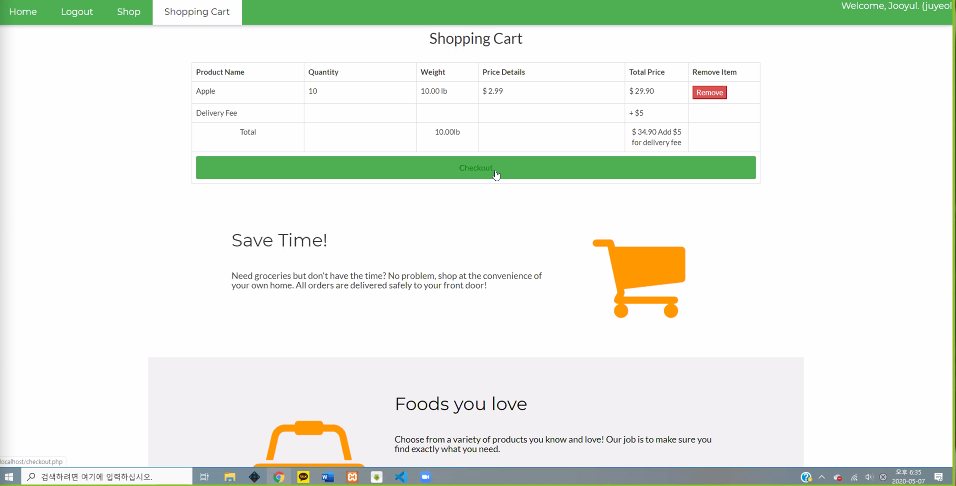 Home Logout Shop Shopping Cart Welcome, Jooyul. (juyeol
Shopping Cart
Product Name Quantity Weight Price Details Total Price Remove Item
Apple 10 10.00 lb $ 2.99 $ 29.90 Remove
Delivery Fee + $5
Total 10.00lb $ 34.90 Add $5
for delivery fee
Checkout
Save Time!
Need groceries but don't have the time? No problem, shop at the convenience of
your own home. All orders are delivered safely to your front door!
Foods you love
Choose from a variety of products you know and love! Our job is to make sure you
find exactly what you need.
localhost/checkout.php
검색하려면 여기에 입력하십시오.
오후 6:35
2020-05-07